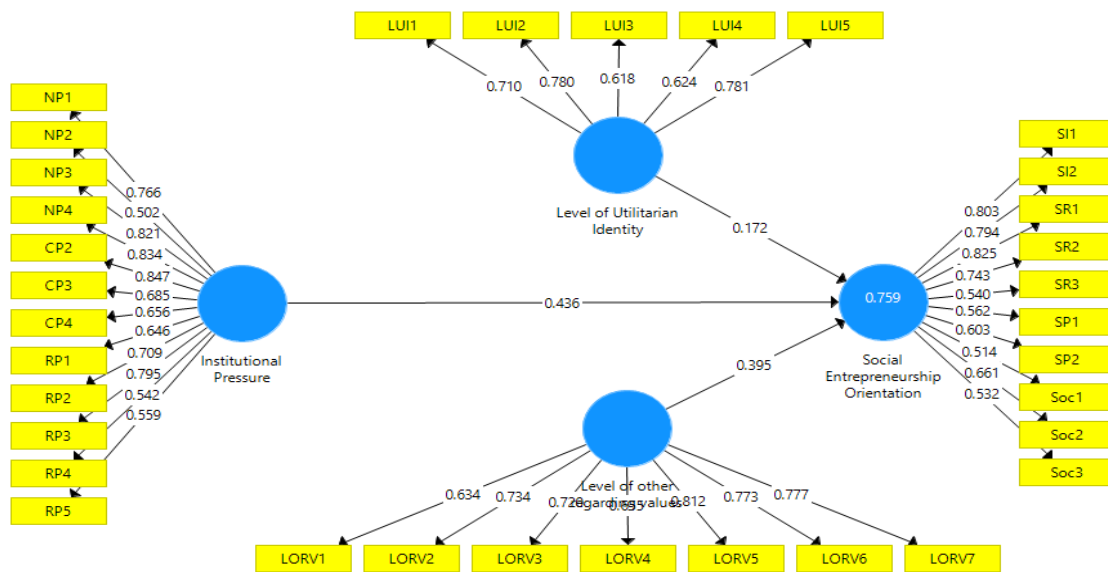 LUI1
LUI2
LUI3
LUI4
LUI5
0.710
0.780
0.618
0.624
0.781
Level of Utilitarian
Identity
0.172
NP1
NP2
NP3
NP4
CP2
CP3
CP4
RP1
RP2
RP3
RP4
RP5
0.766
0.502
0.821
0.834
0.847
0.685
0.656
0.646
0.709
0.795
0.542
0.559
Institutional
Pressure
0.436
0.759
Social
Entrepreneurship
Orientation
0.803
0.794
0.825
0.743
0.540
0.562
0.603
0.514
0.661
0.532
SI1
SI2
SR1
SR2
SR3
SP1
SP2
Soc1
Soc2
Soc3
0.395
Level of other
regarding values
0.634
0.734
0.812
0.773
0.777
LORV1
LORV2
LORV3
LORV4
LORV5
LORV6
LORV7